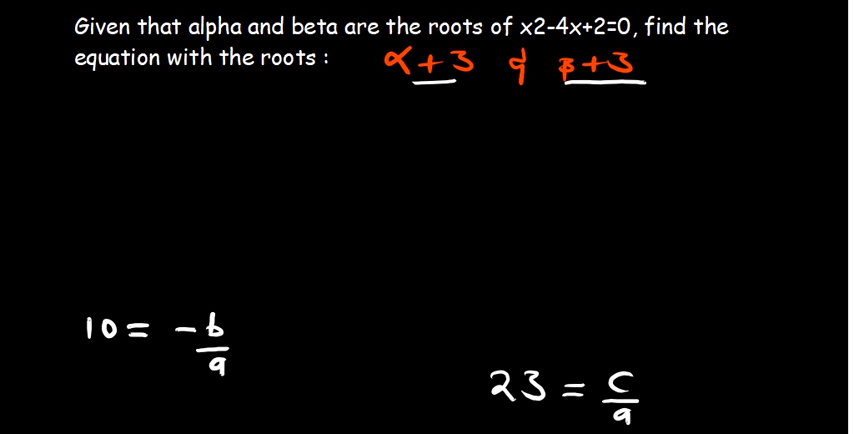 Given that alpha and beta are the roots of x2-4x+2=0, find the
equation with the roots : α+3 & β+3
10 = -b/a
23 = c/a